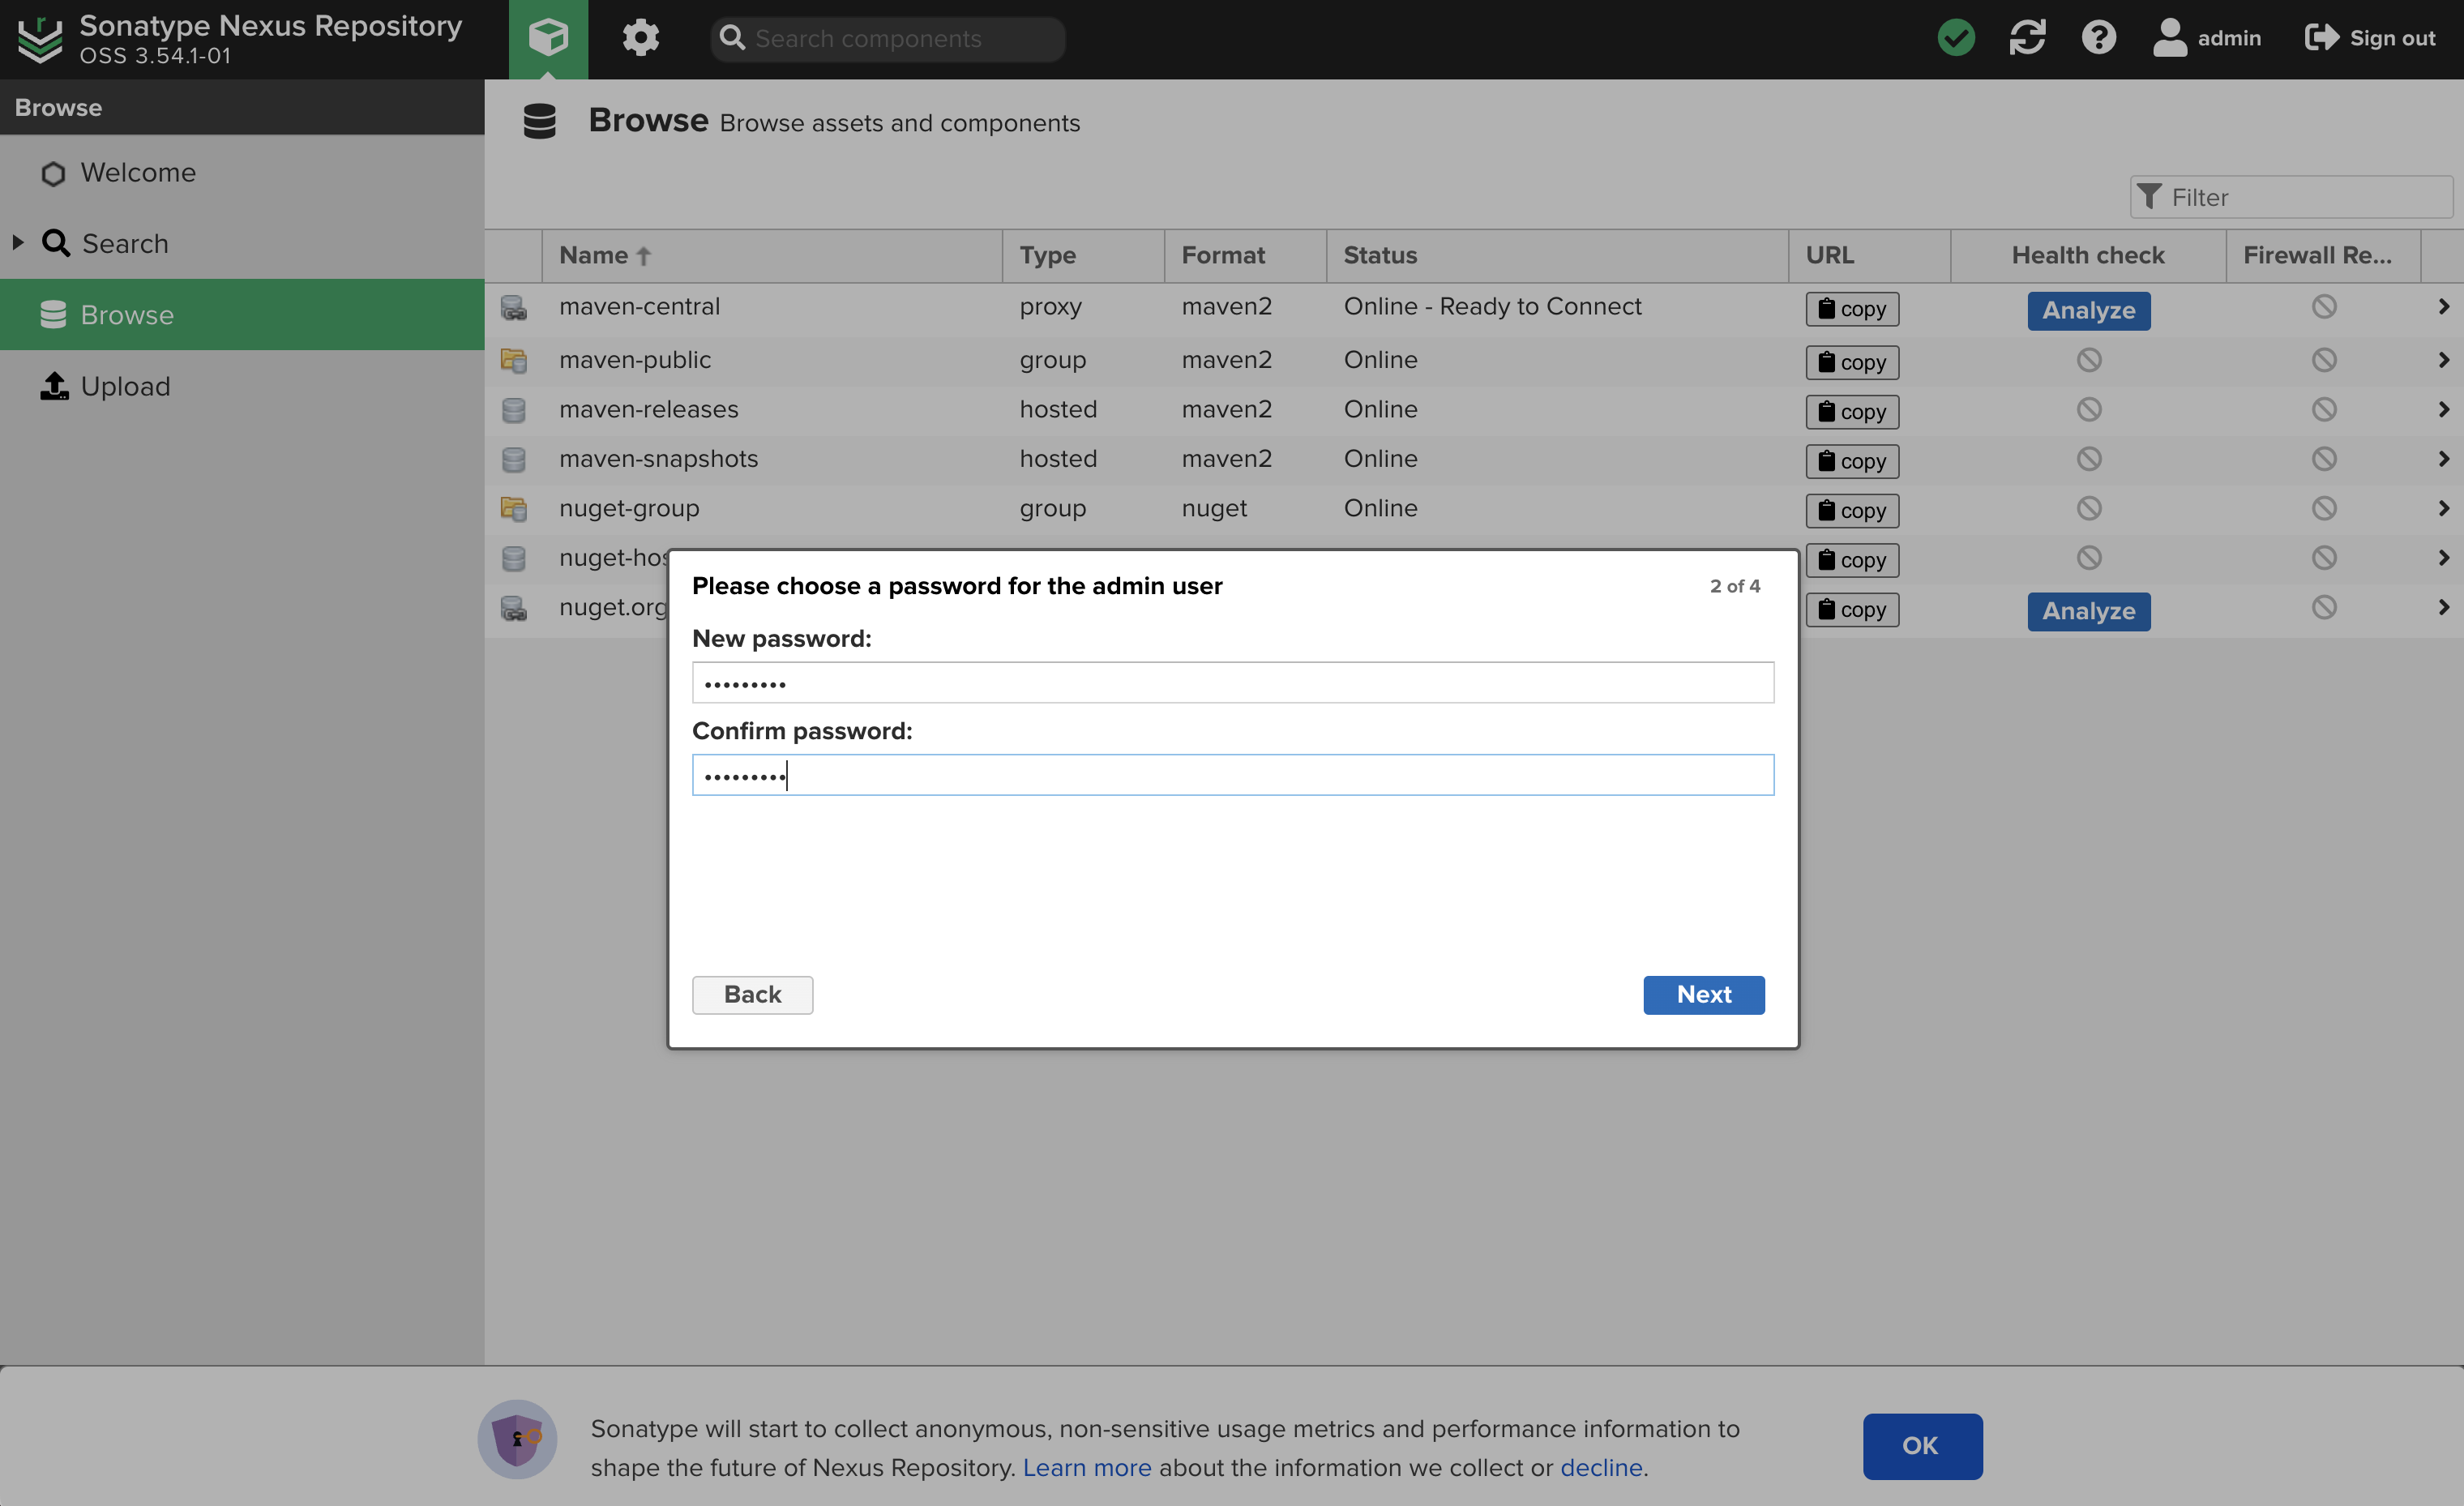 Sonatype Nexus Repository
OSS 3.54.1-01
Search components
admin
Sign out
Browse
Welcome
Search
Browse
Upload
Browse Browse assets and components
Filter
Name Type Format Status URL Health check Firewall Re...
maven-central proxy maven2 Online - Ready to Connect copy Analyze
maven-public group maven2 Online copy
maven-releases hosted maven2 Online copy
maven-snapshots hosted maven2 Online copy
nuget-group group nuget Online copy
nuget-hos copy
nuget.org copy Analyze
Please choose a password for the admin user 2 of 4
New password:
•••••••••
Confirm password:
•••••••••
Back Next
Sonatype will start to collect anonymous, non-sensitive usage metrics and performance information to
shape the future of Nexus Repository. Learn more about the information we collect or decline.
OK